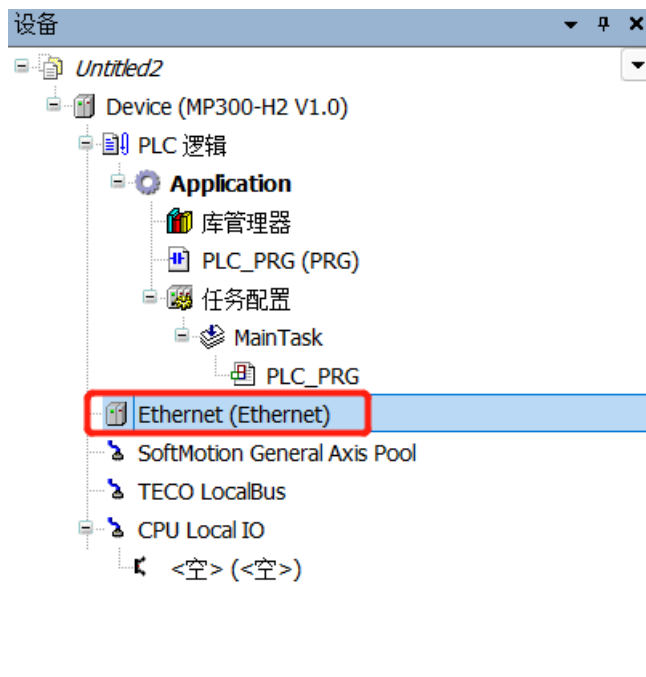 设备
Untitled2
Device (MP300-H2 V1.0)
PLC 逻辑
Application
库管理器
PLC_PRG (PRG)
任务配置
MainTask
PLC_PRG
Ethernet (Ethernet)
SoftMotion General Axis Pool
TECO LocalBus
CPU Local IO
<空> (<空>)